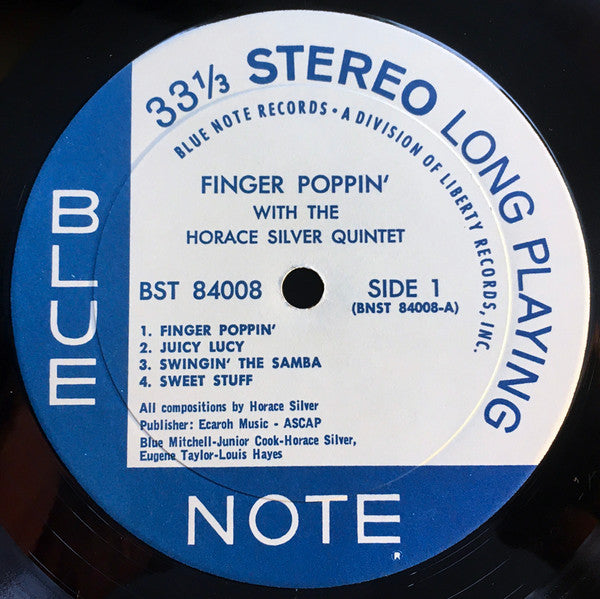 33⅓ STEREO LONG PLAYING
BLUE NOTE RECORDS • A DIVISION OF LIBERTY RECORDS, INC.
FINGER POPPIN'
WITH THE
HORACE SILVER QUINTET
BST 84008
SIDE 1
(BNST 84008-A)
1. FINGER POPPIN'
2. JUICY LUCY
3. SWINGIN' THE SAMBA
4. SWEET STUFF
All compositions by Horace Silver
Publisher: Ecaroh Music - ASCAP
Blue Mitchell-Junior Cook-Horace Silver,
Eugene Taylor-Louis Hayes
BLUE
NOTE
R